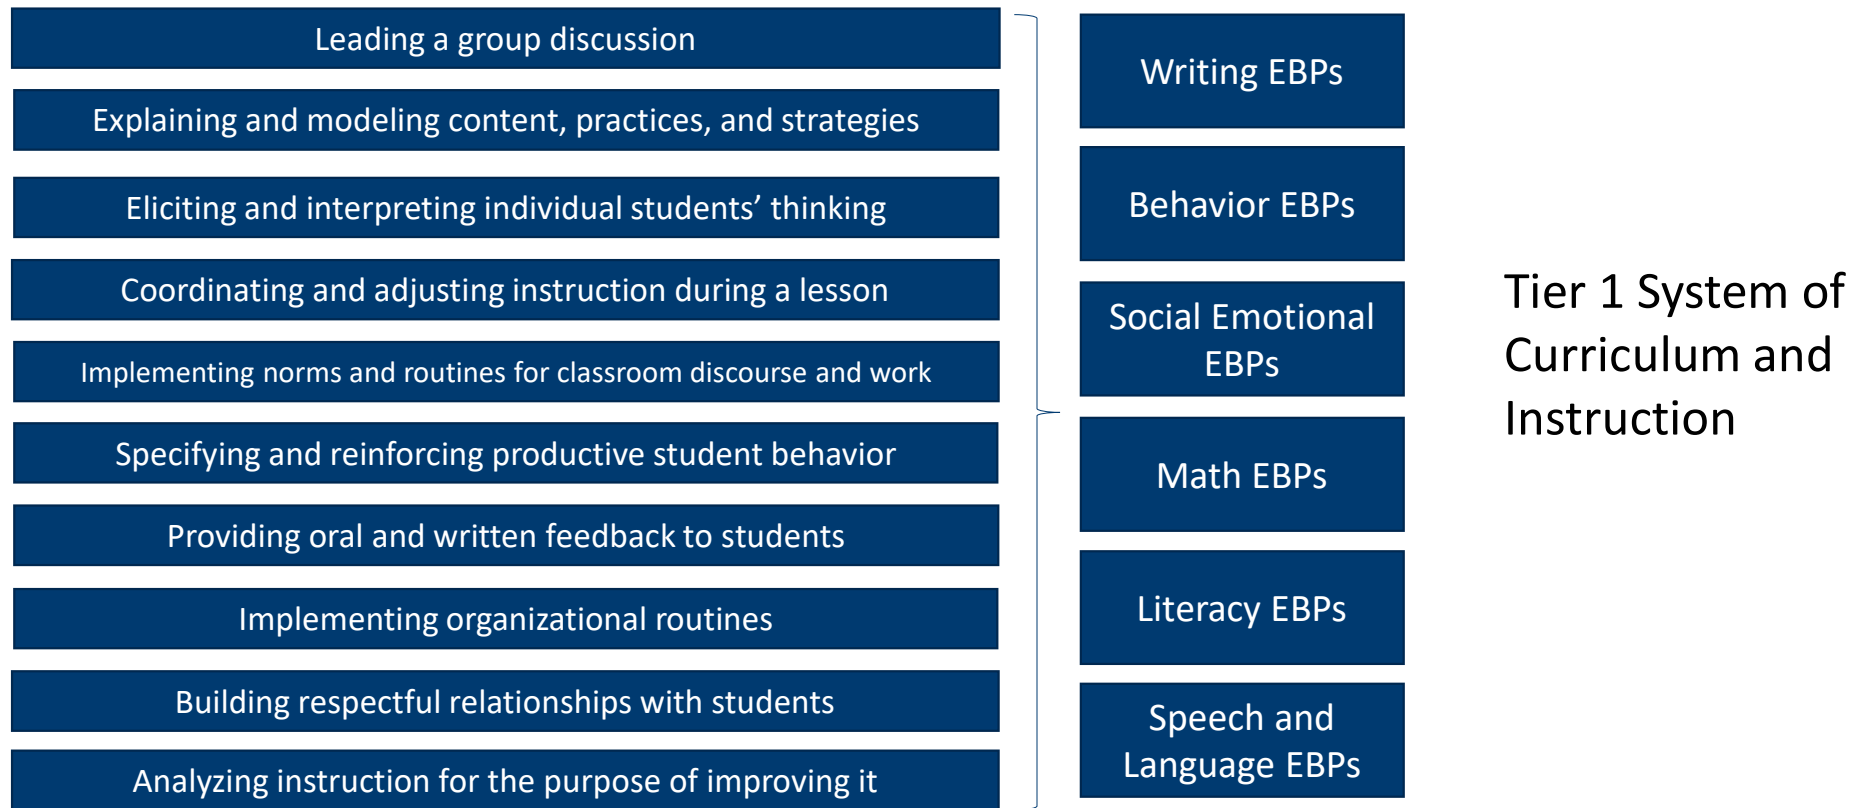 Leading a group discussion
Explaining and modeling content, practices, and strategies
Eliciting and interpreting individual students’ thinking
Coordinating and adjusting instruction during a lesson
Implementing norms and routines for classroom discourse and work
Specifying and reinforcing productive student behavior
Providing oral and written feedback to students
Implementing organizational routines
Building respectful relationships with students
Analyzing instruction for the purpose of improving it
Writing EBPs
Behavior EBPs
Social Emotional
EBPs
Math EBPs
Literacy EBPs
Speech and
Language EBPs
Tier 1 System of
Curriculum and
Instruction